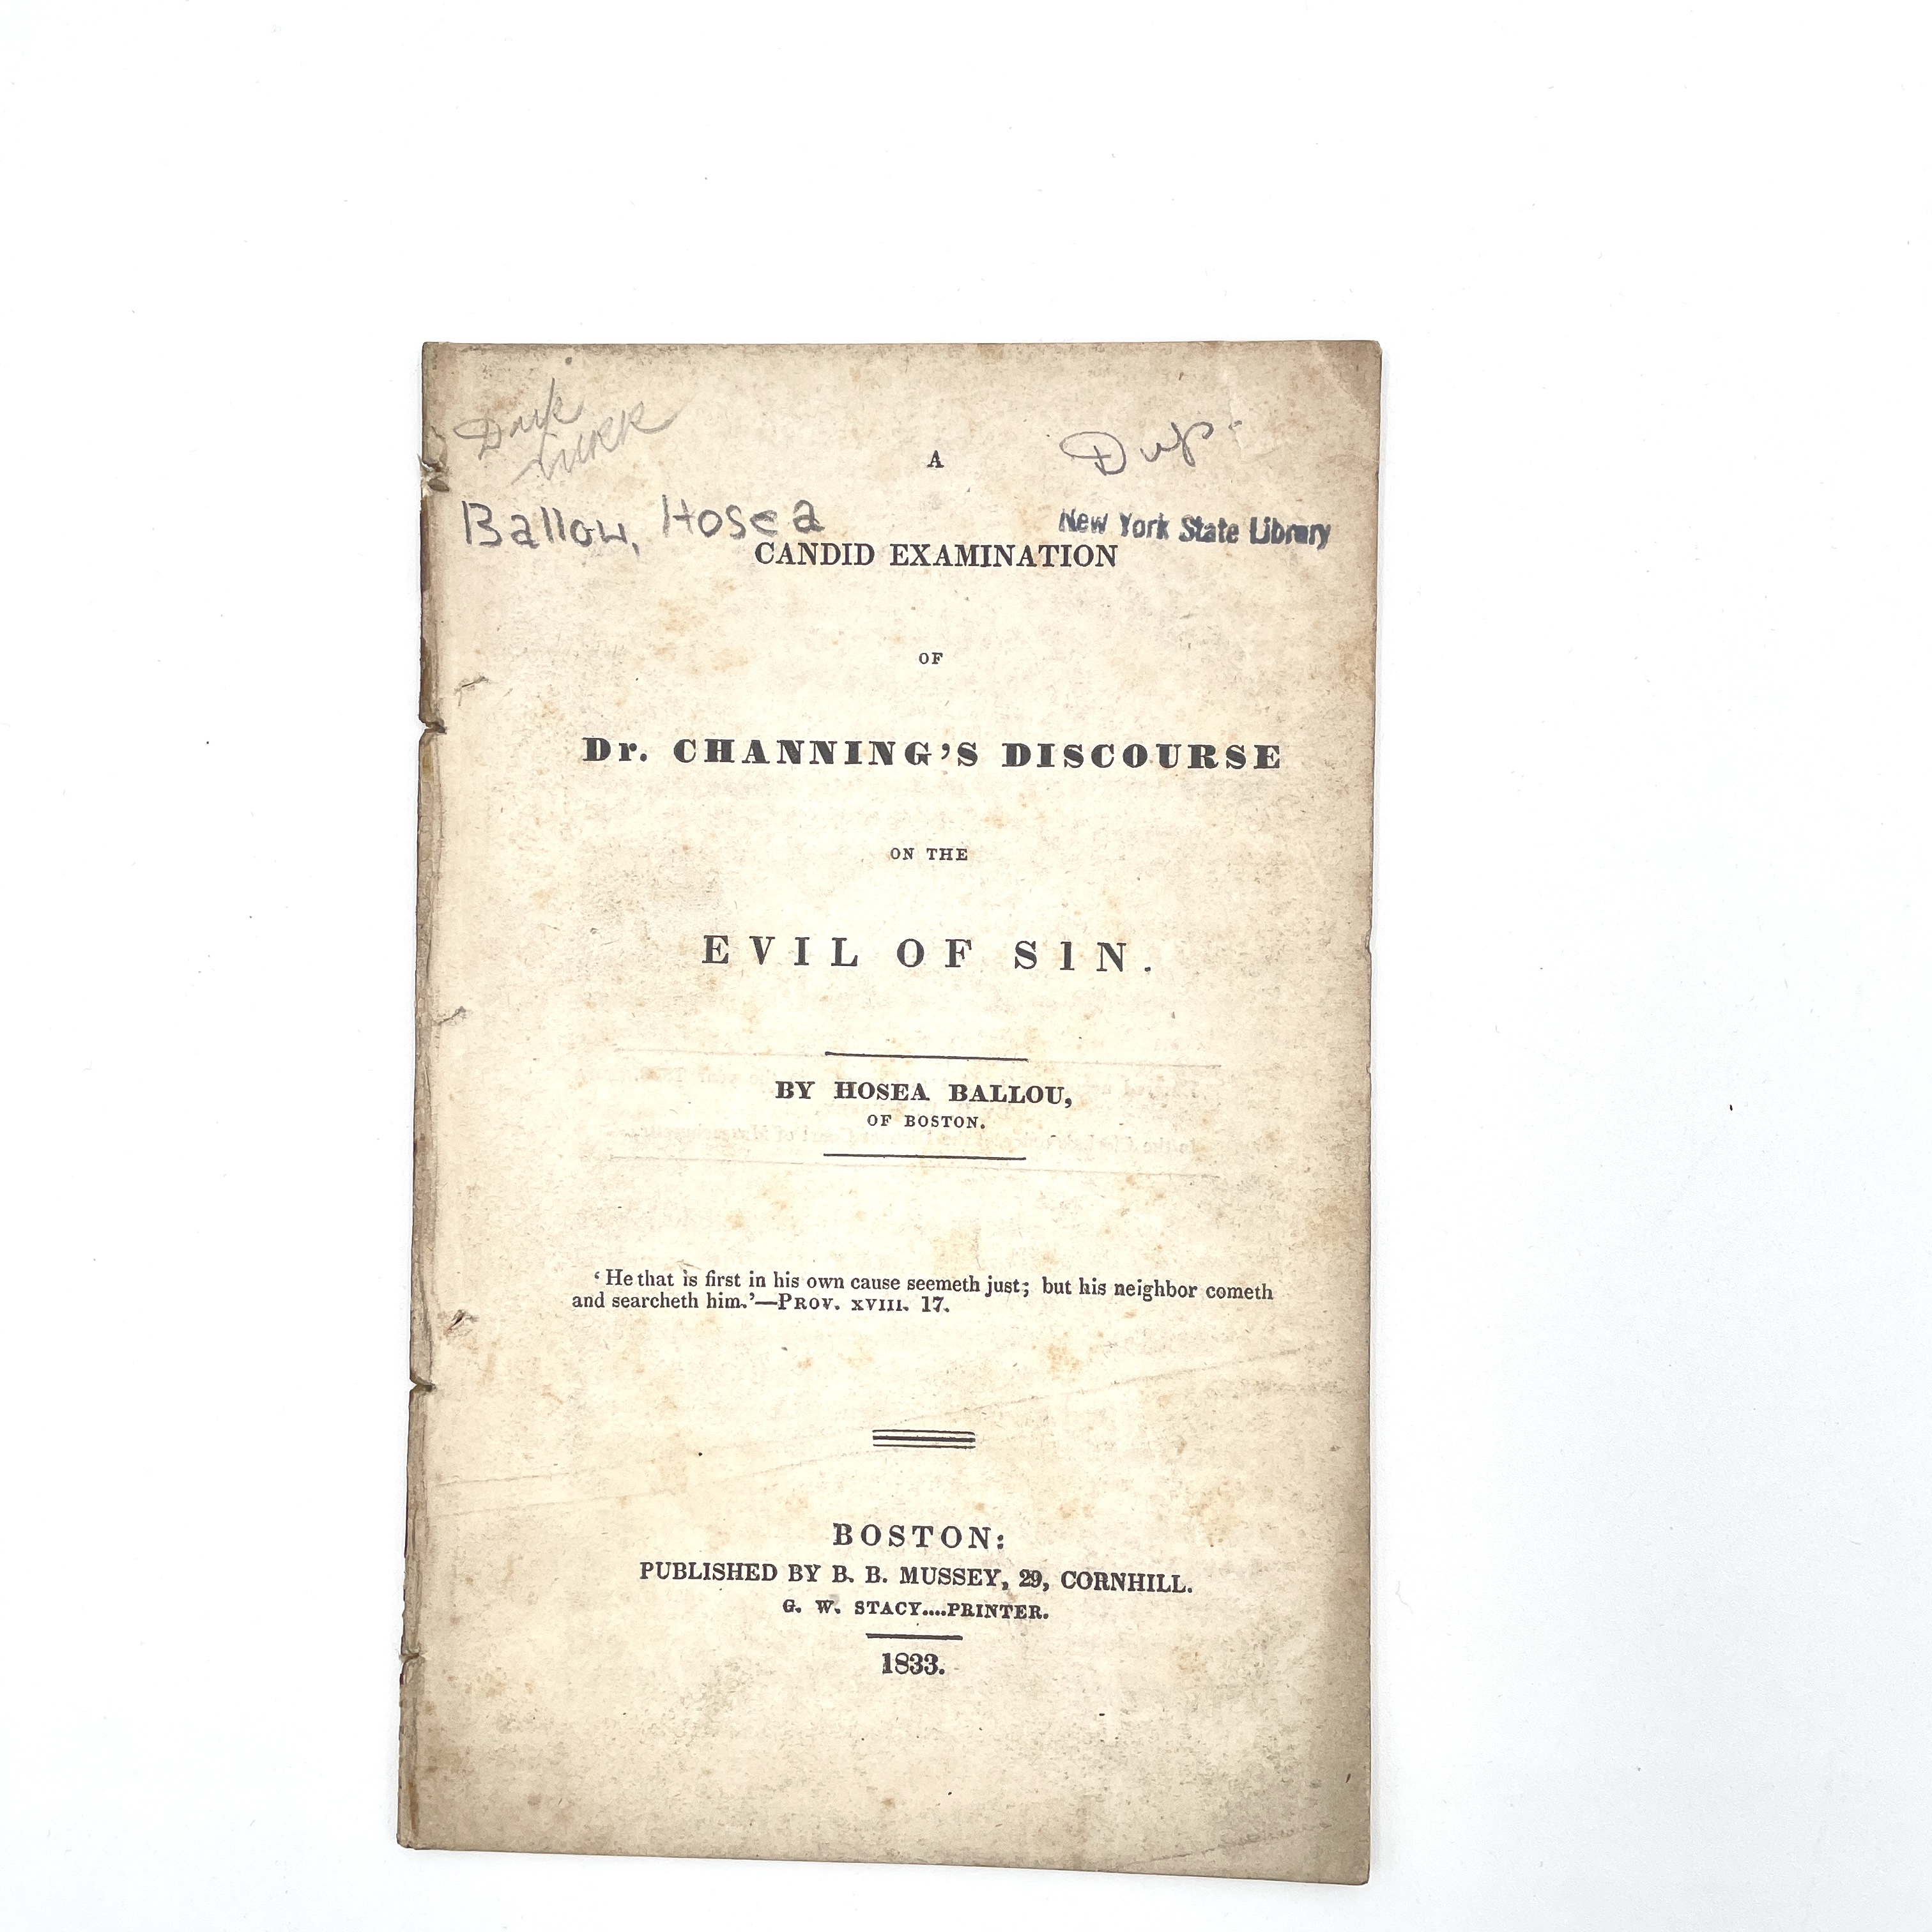 Dark
A
Dup.
Ballou, Hosea
New York State Library
CANDID EXAMINATION
OF
Dr. CHANNING'S DISCOURSE
ON THE
EVIL OF SIN.
BY HOSEA BALLOU,
OF BOSTON.
‘He that is first in his own cause seemeth just; but his neighbor cometh
and searcheth him.’—PROV. XVIII. 17.
BOSTON:
PUBLISHED BY B. B. MUSSEY, 29, CORNHILL.
G. W. STACY....PRINTER.
1833.